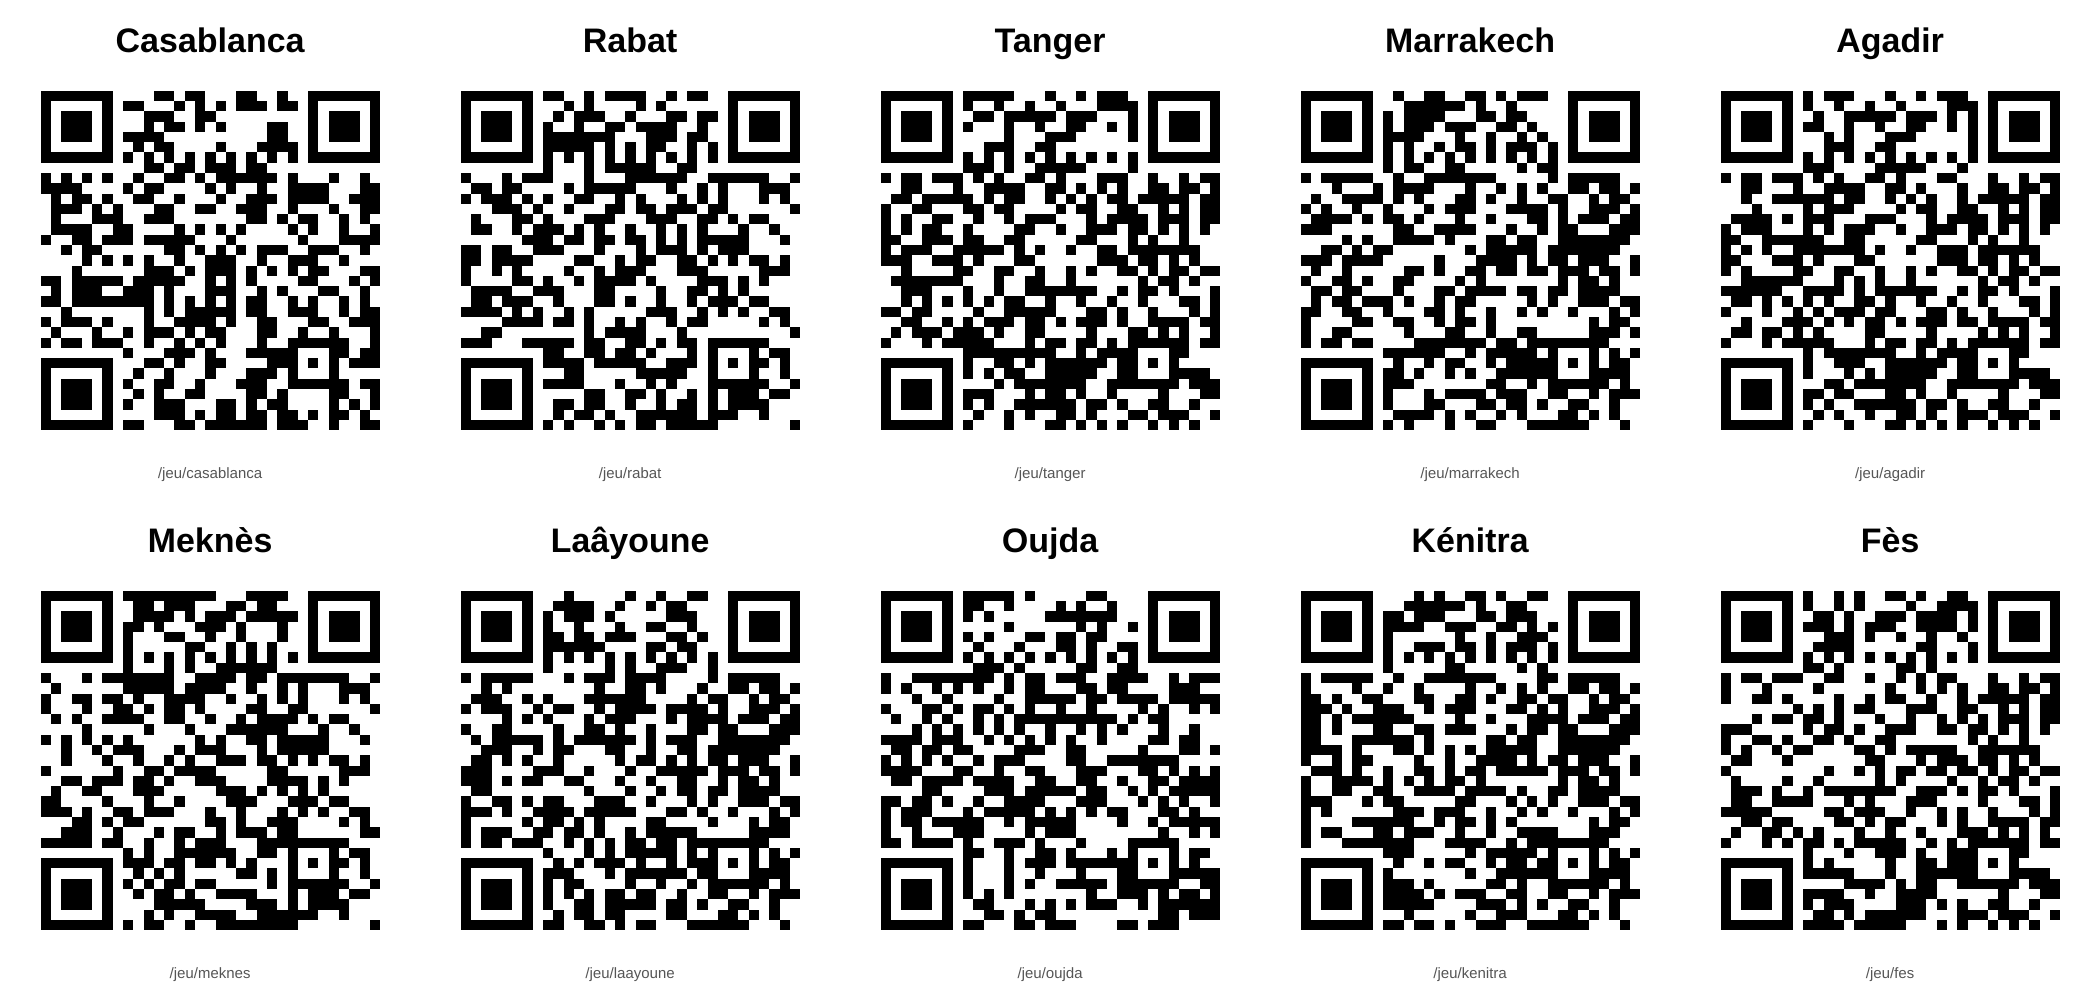 Casablanca
Rabat
Tanger
Marrakech
Agadir
/jeu/casablanca
/jeu/rabat
/jeu/tanger
/jeu/marrakech
/jeu/agadir
Meknès
Laâyoune
Oujda
Kénitra
Fès
/jeu/meknes
/jeu/laayoune
/jeu/oujda
/jeu/kenitra
/jeu/fes